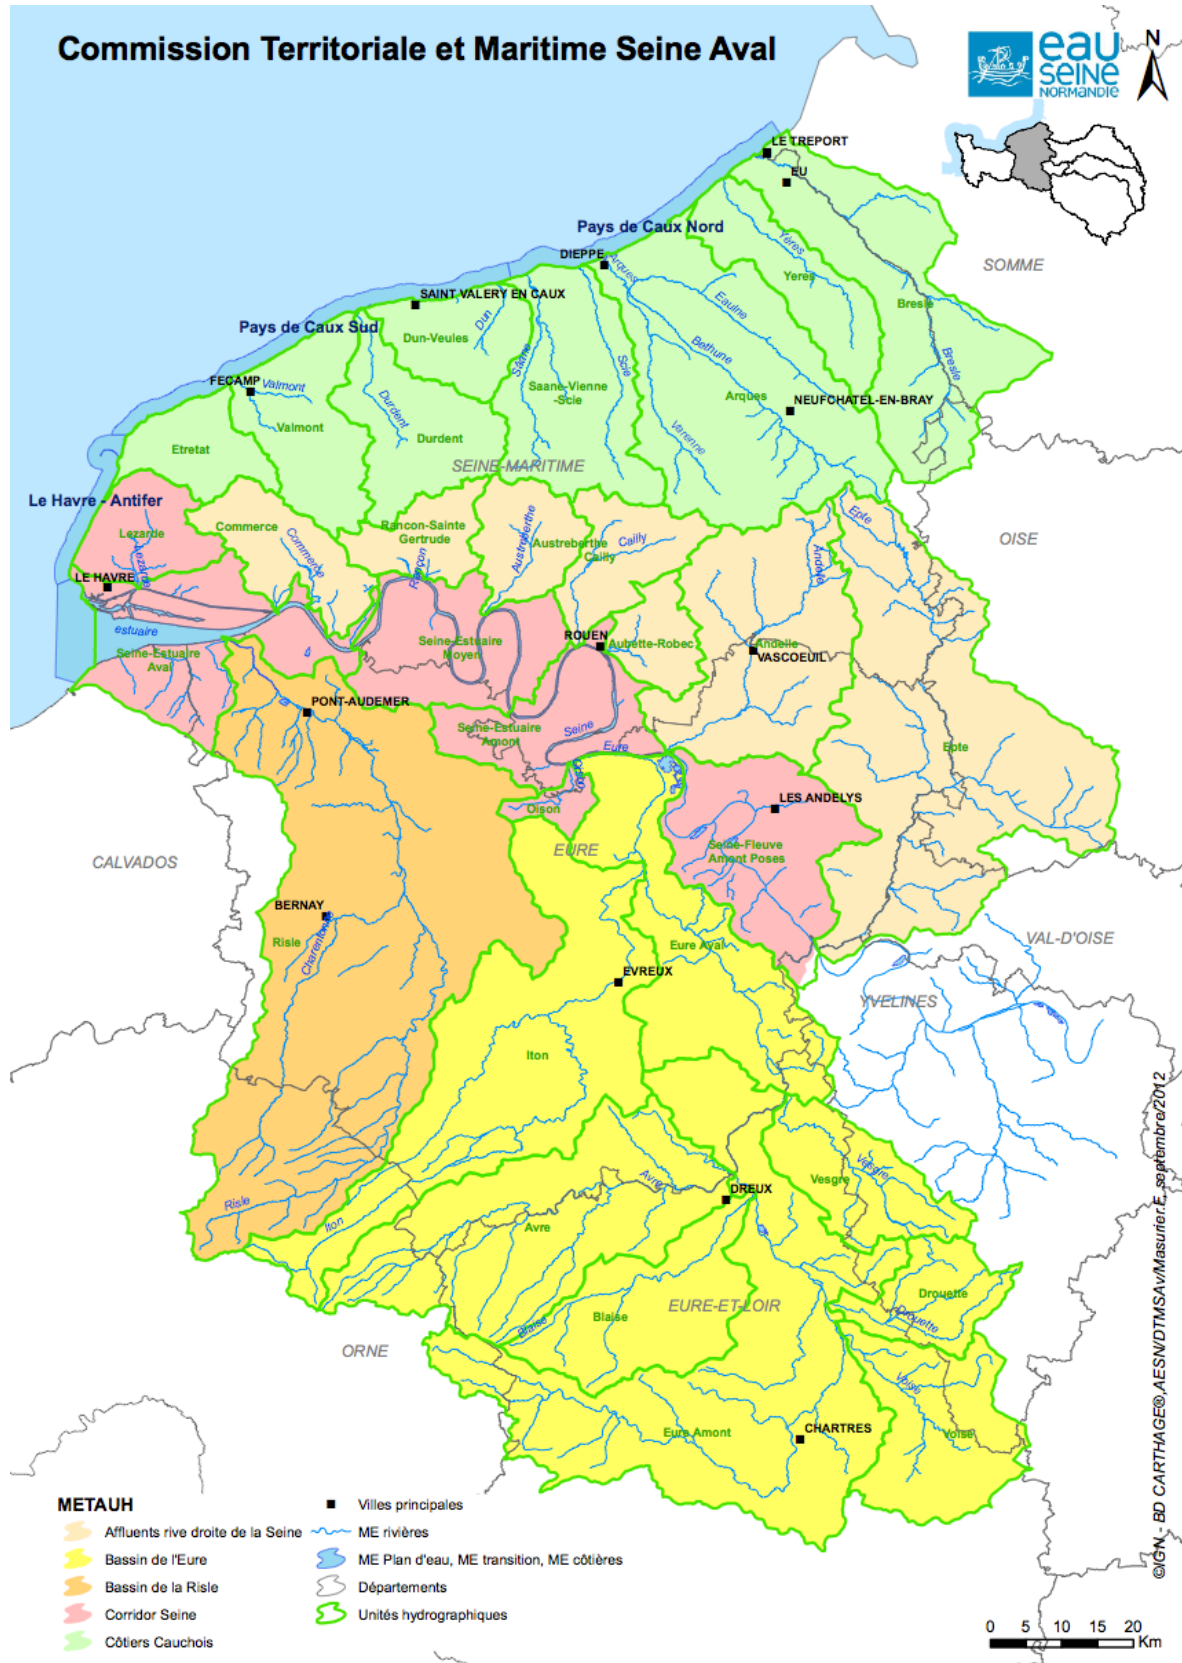 Commission Territoriale et Maritime Seine Aval
eau
SEINE
NORMANDIE
N
LE TREPORT
EU
Pays de Caux Nord
DIEPPE
Arques
Yères
Yeres
SOMME
SAINT VALERY EN CAUX
Eaulne
Bresle
Pays de Caux Sud
Dun
Dun-Veules
Bethune
Bresle
Saâne
Scie
FECAMP
Valmont
Saane-Vienne
-Scie
Durdent
Arques
NEUFCHATEL-EN-BRAY
Valmont
Durdent
Varenne
Etretat
SEINE-MARITIME
Le Havre - Antifer
Lezarde
Commerce
Rancon-Sainte
Gertrude
Austreberthe
Epte
OISE
Commerce
Austreberthe
Cailly
Cailly
Lezarde
Rançon
Andelle
LE HAVRE
estuaire
Seine-Estuaire
Aval
Seine-Estuaire
Moyen
ROUEN
Aubette-Robec
Andelle
VASCOEUIL
PONT-AUDEMER
Seine-Estuaire
Amont
Seine
Eure
Epte
Oison
Oison
LES ANDELYS
Seine-Fleuve
Amont Poses
EURE
CALVADOS
BERNAY
Risle
Charentonne
Eure Aval
VAL-D'OISE
EVREUX
YVELINES
Iton
Avre
Vesgre
Vesgre
DREUX
Risle
Iton
Avre
Drouette
Drouette
Blaise
Blaise
EURE-ET-LOIR
ORNE
Voise
Voise
Eure Amont
CHARTRES
©IGN - BD CARTHAGE®,AESN/DTMSAv/Masurier.E, septembre/2012
METAUH
Affluents rive droite de la Seine
Bassin de l'Eure
Bassin de la Risle
Corridor Seine
Côtiers Cauchois
Villes principales
ME rivières
ME Plan d'eau, ME transition, ME côtières
Départements
Unités hydrographiques
0 5 10 15 20
Km